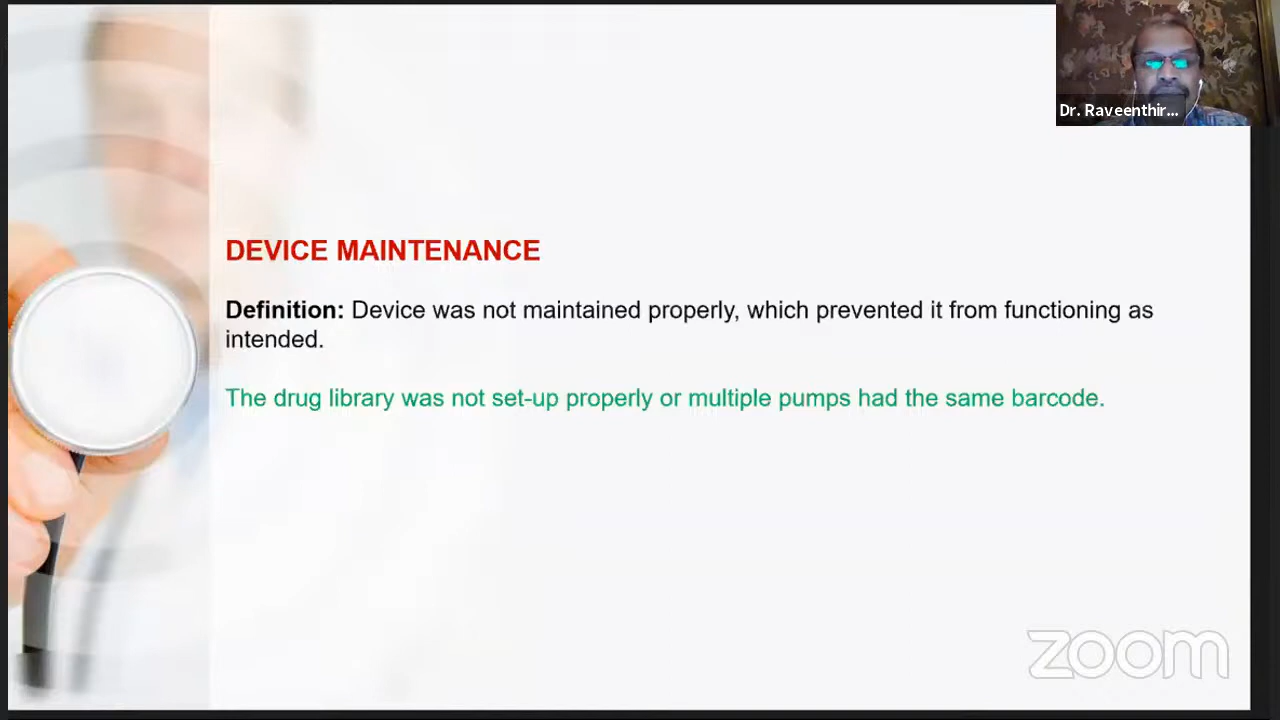 Dr. Raveenthir...
DEVICE MAINTENANCE
Definition: Device was not maintained properly, which prevented it from functioning as
intended.
The drug library was not set-up properly or multiple pumps had the same barcode.
zoom